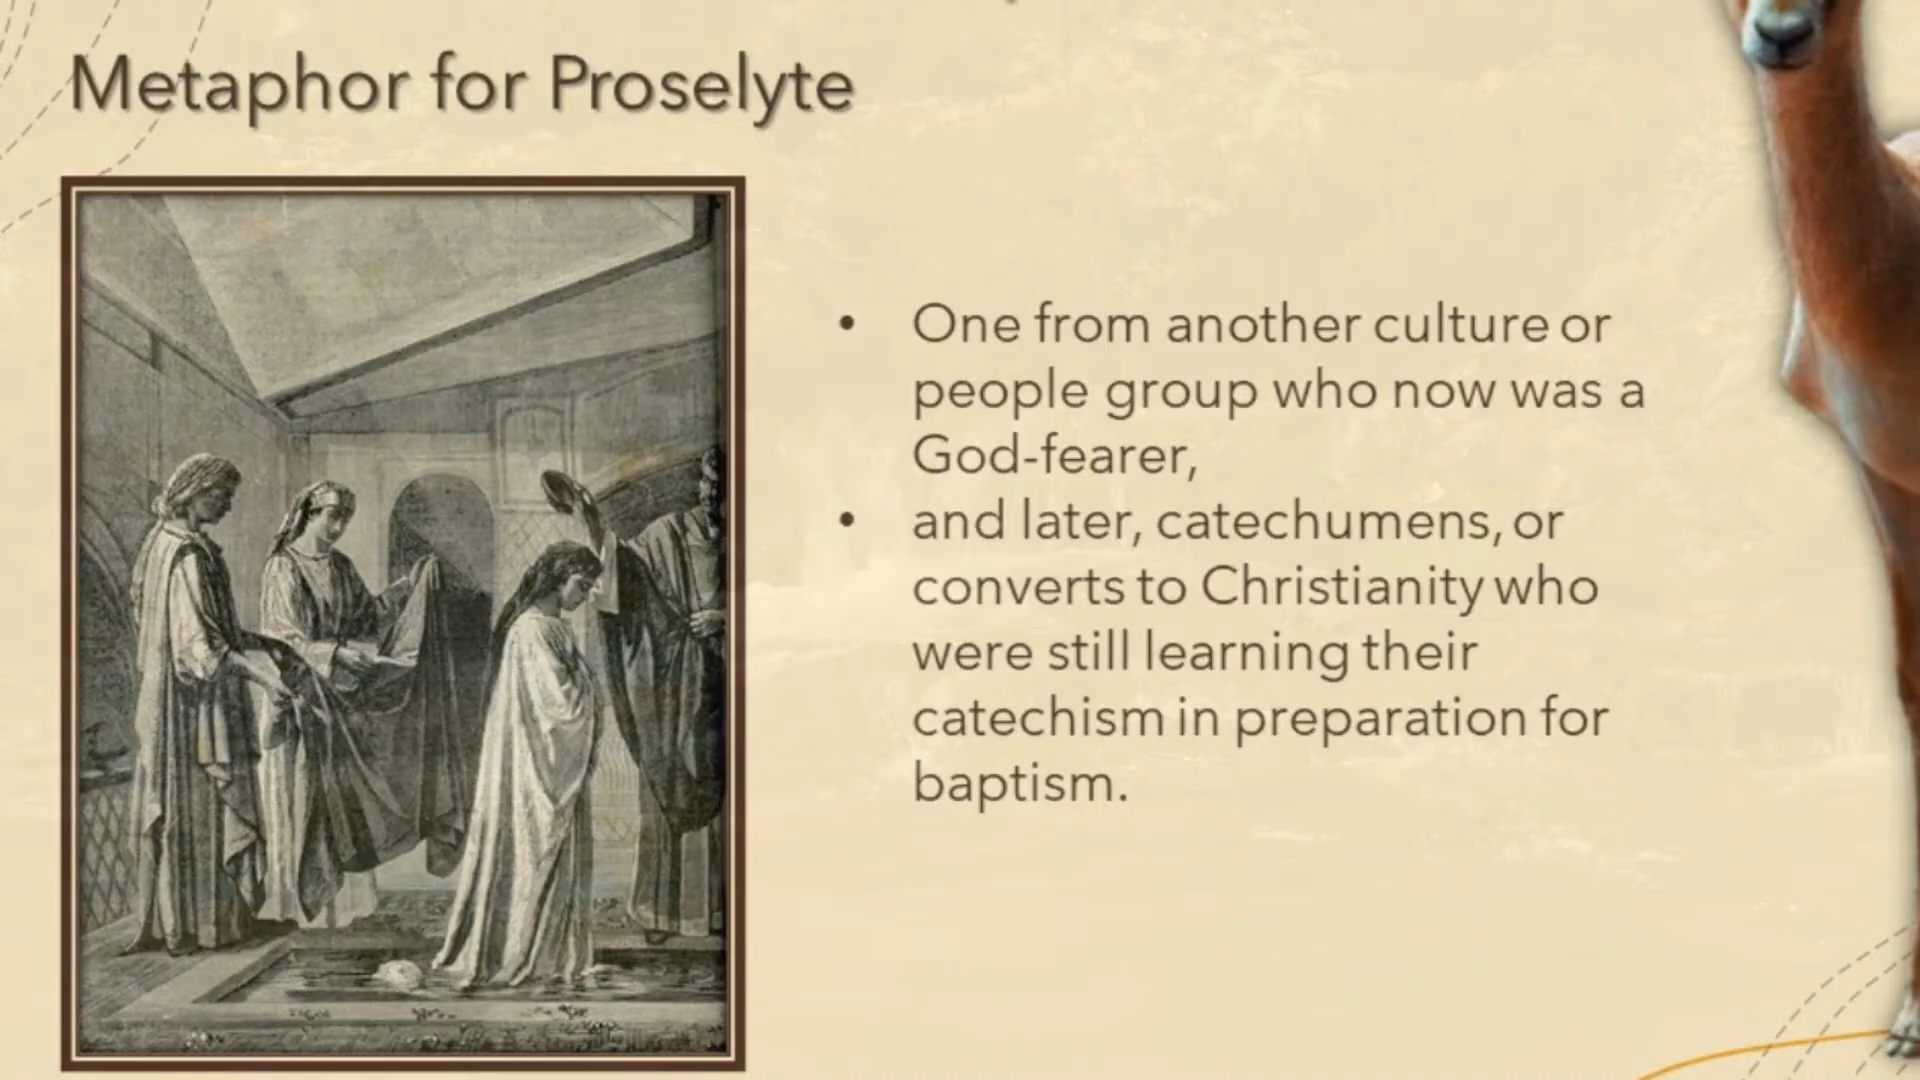 Metaphor for Proselyte
• One from another culture or
people group who now was a
God-fearer,
• and later, catechumens, or
converts to Christianity who
were still learning their
catechism in preparation for
baptism.